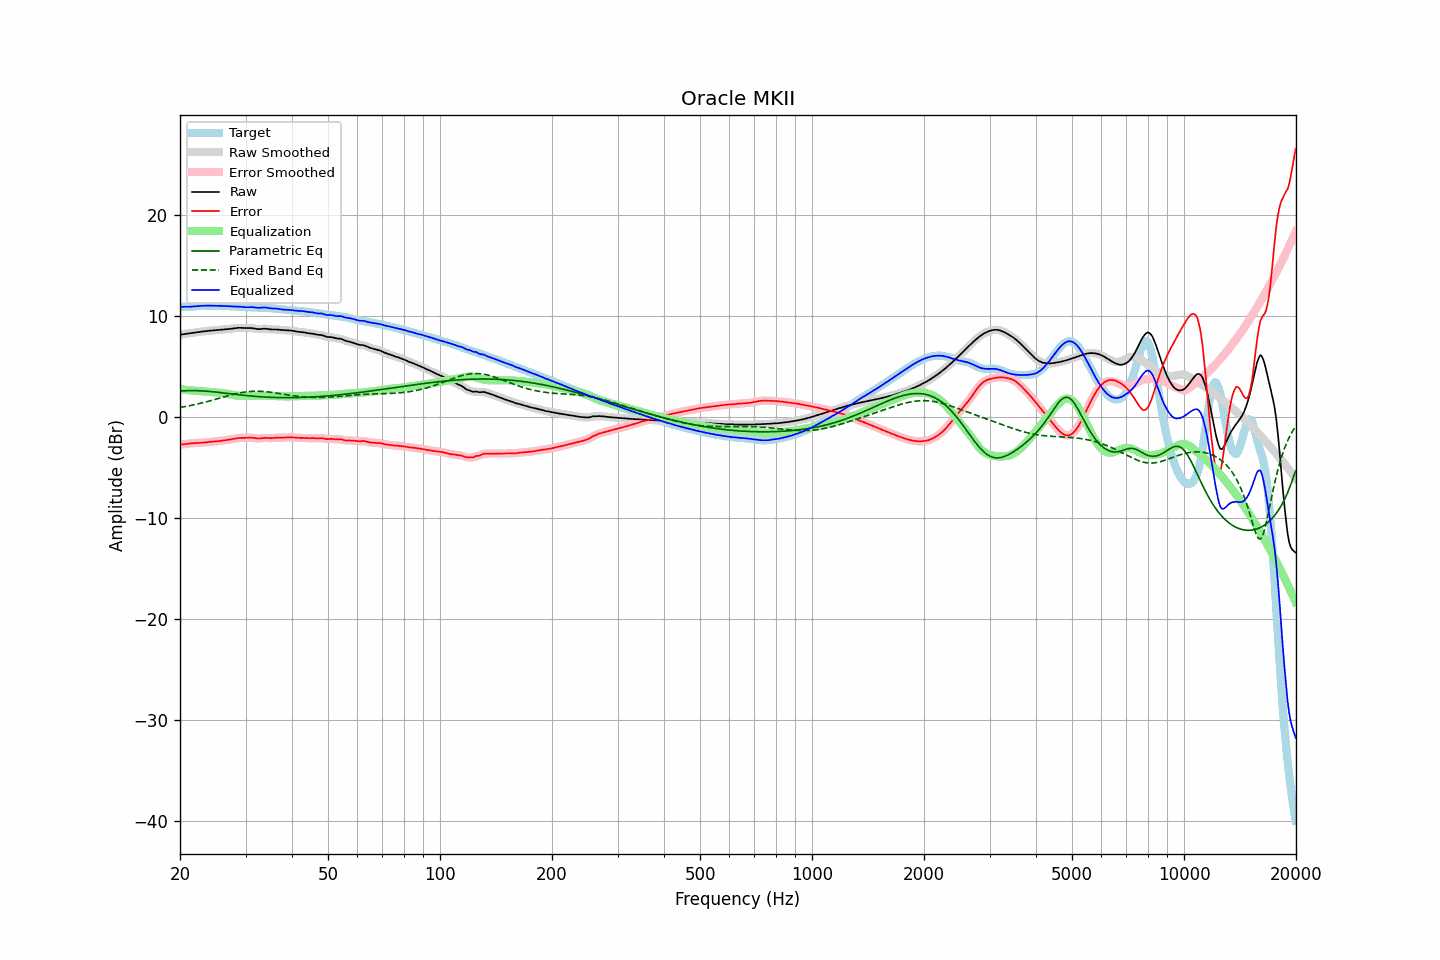 Oracle MKII
Target
Raw Smoothed
Error Smoothed
Raw
Error
Equalization
Parametric Eq
Fixed Band Eq
Equalized
20
10
0
−10
−20
−30
−40
Amplitude (dBr)
20 50 100 200 500 1000 2000 5000 10000 20000
Frequency (Hz)